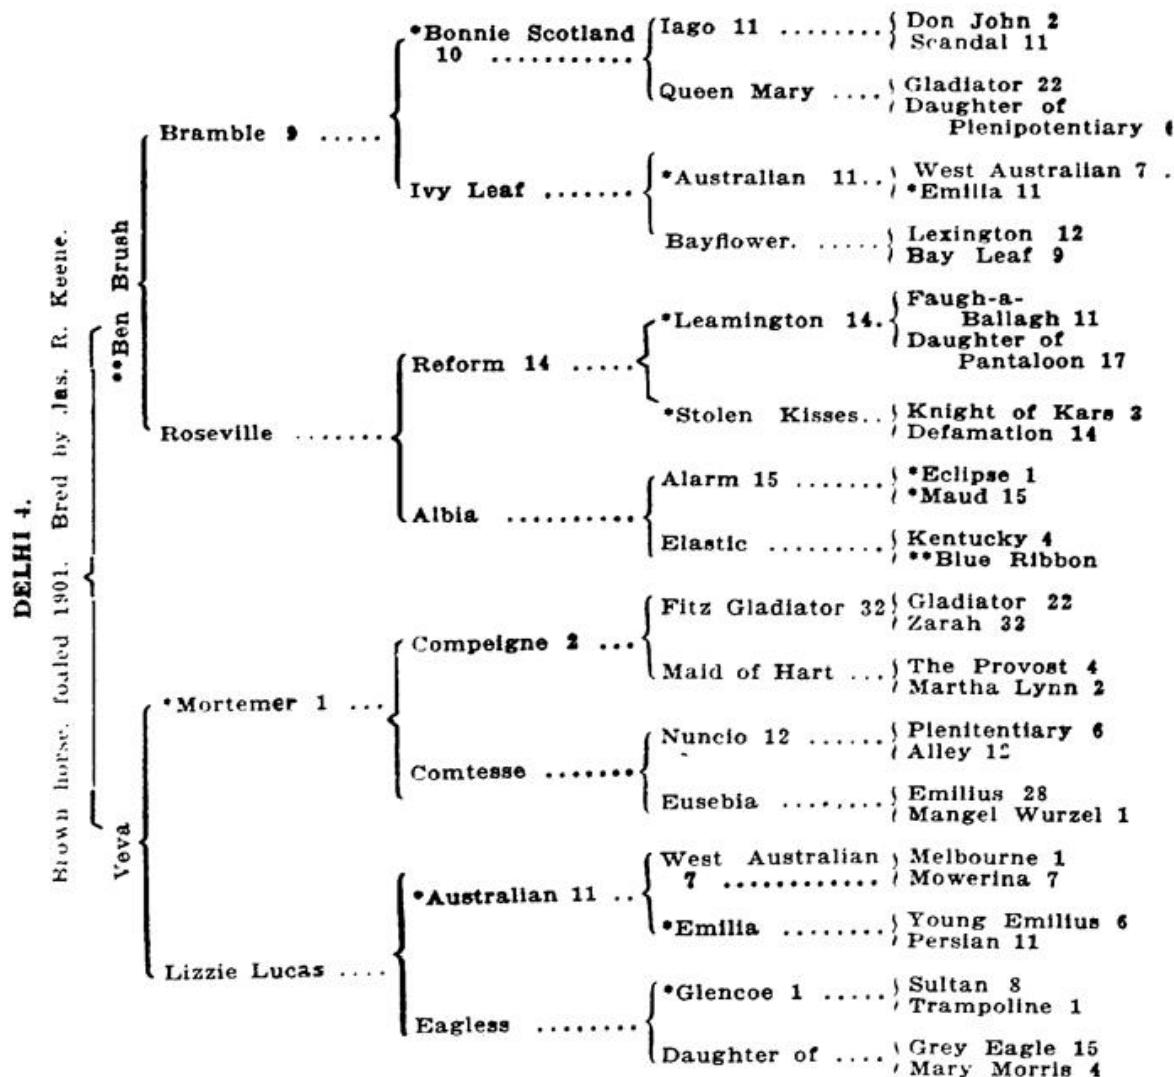 DELHI 4.
Brown horse, foaled 1901. Bred by Jas. R. Keene.
**Ben Brush
Veva
Bramble 9 .....
Roseville ........
*Mortemer 1 ...
Lizzie Lucas ....
*Bonnie Scotland
10 ...........
Ivy Leaf .......
Reform 14 .....
Albia .........
Compeigne 2 ...
Comtesse .......
*Australian 11 ..
Eagless ........
Iago 11 ........
Queen Mary ....
*Australian 11..
Bayflower. .....
*Leamington 14.
*Stolen Kisses..
Alarm 15 .......
Elastic ........
Fitz Gladiator 32
Maid of Hart ...
Nuncio 12 ......
Eusebia .......
West Australian
7 ............
*Emilia ........
*Glencoe 1 .....
Daughter of ....
Don John 2
Scandal 11
Gladiator 22
Daughter of
Plenipotentiary
West Australian 7 .
*Emilia 11
Lexington 12
Bay Leaf 9
Faugh-a-
Ballagh 11
Daughter of
Pantaloon 17
Knight of Kars 3
Defamation 14
*Eclipse 1
*Maud 15
Kentucky 4
**Blue Ribbon
Gladiator 22
Zarah 32
The Provost 4
Martha Lynn 2
Plenitentiary 6
Alley 12
Emilius 28
Mangel Wurzel 1
Melbourne 1
Mowerina 7
Young Emilius 6
Persian 11
Sultan 8
Trampoline 1
Grey Eagle 15
Mary Morris 4